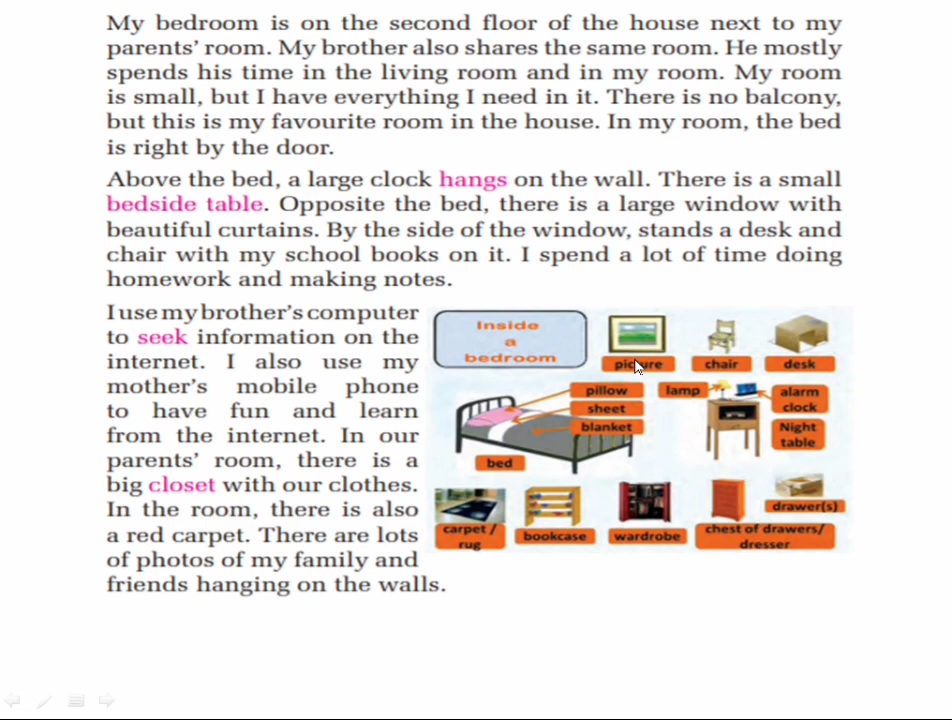 My bedroom is on the second floor of the house next to my
parents' room. My brother also shares the same room. He mostly
spends his time in the living room and in my room. My room
is small, but I have everything I need in it. There is no balcony,
but this is my favourite room in the house. In my room, the bed
is right by the door.
Above the bed, a large clock hangs on the wall. There is a small
bedside table. Opposite the bed, there is a large window with
beautiful curtains. By the side of the window, stands a desk and
chair with my school books on it. I spend a lot of time doing
homework and making notes.
I use my brother's computer
to seek information on the
internet. I also use my
mother's mobile phone
to have fun and learn
from the internet. In our
parents' room, there is a
big closet with our clothes.
In the room, there is also
a red carpet. There are lots
of photos of my family and
friends hanging on the walls.
Inside
a
bedroom
picture
chair
desk
pillow
sheet
blanket
lamp
alarm
clock
Night
table
bed
carpet /
rug
bookcase
wardrobe
drawer(s)
chest of drawers/
dresser